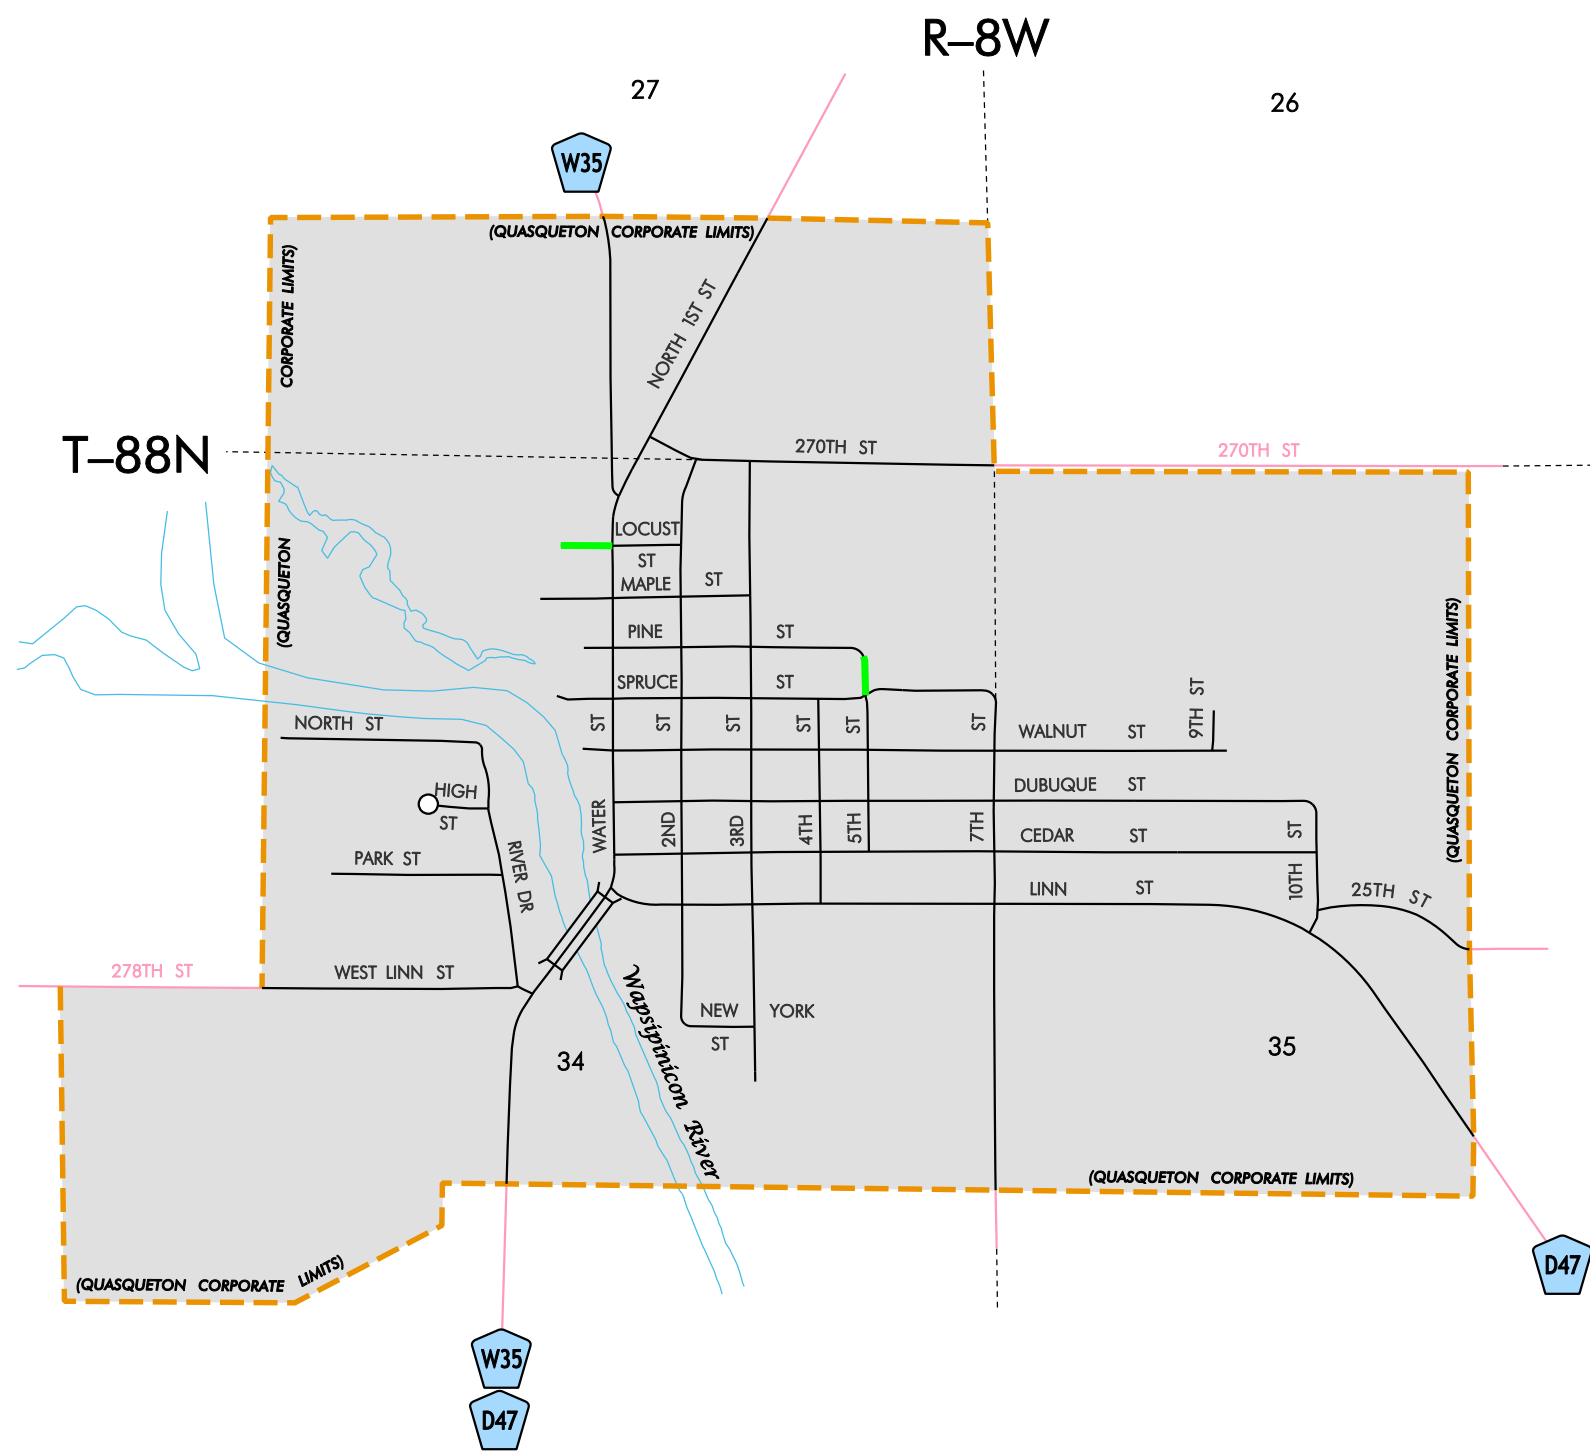 R–8W
27
26
W35
(QUASQUETON CORPORATE LIMITS)
(QUASQUETON CORPORATE LIMITS)
NORTH 1ST ST
T–88N
270TH ST
270TH ST
LOCUST
ST
MAPLE ST
PINE ST
SPRUCE ST
WATER ST
2ND ST
3RD ST
4TH ST
5TH ST
7TH ST
9TH ST
NORTH ST
WALNUT ST
DUBUQUE ST
HIGH
ST
CEDAR ST
10TH ST
PARK ST
RIVER DR
LINN ST
25TH ST
(QUASQUETON CORPORATE LIMITS)
278TH ST
WEST LINN ST
Wapsipinicon River
NEW YORK
ST
34
35
(QUASQUETON CORPORATE LIMITS)
(QUASQUETON CORPORATE LIMITS)
D47
W35
D47